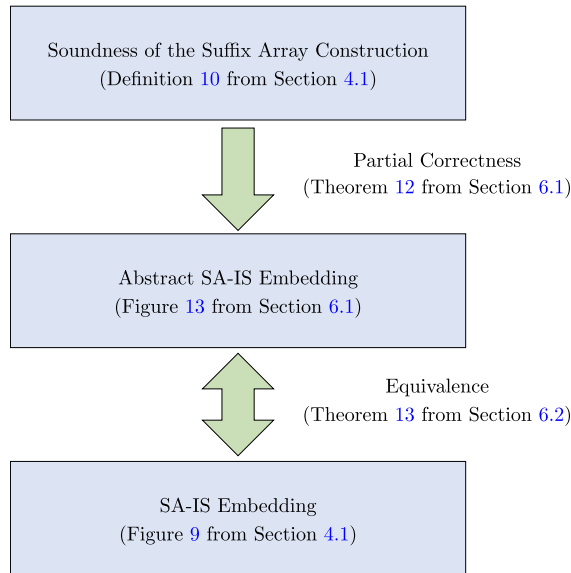 Soundness of the Suffix Array Construction
(Definition 10 from Section 4.1)
Partial Correctness
(Theorem 12 from Section 6.1)
Abstract SA-IS Embedding
(Figure 13 from Section 6.1)
Equivalence
(Theorem 13 from Section 6.2)
SA-IS Embedding
(Figure 9 from Section 4.1)